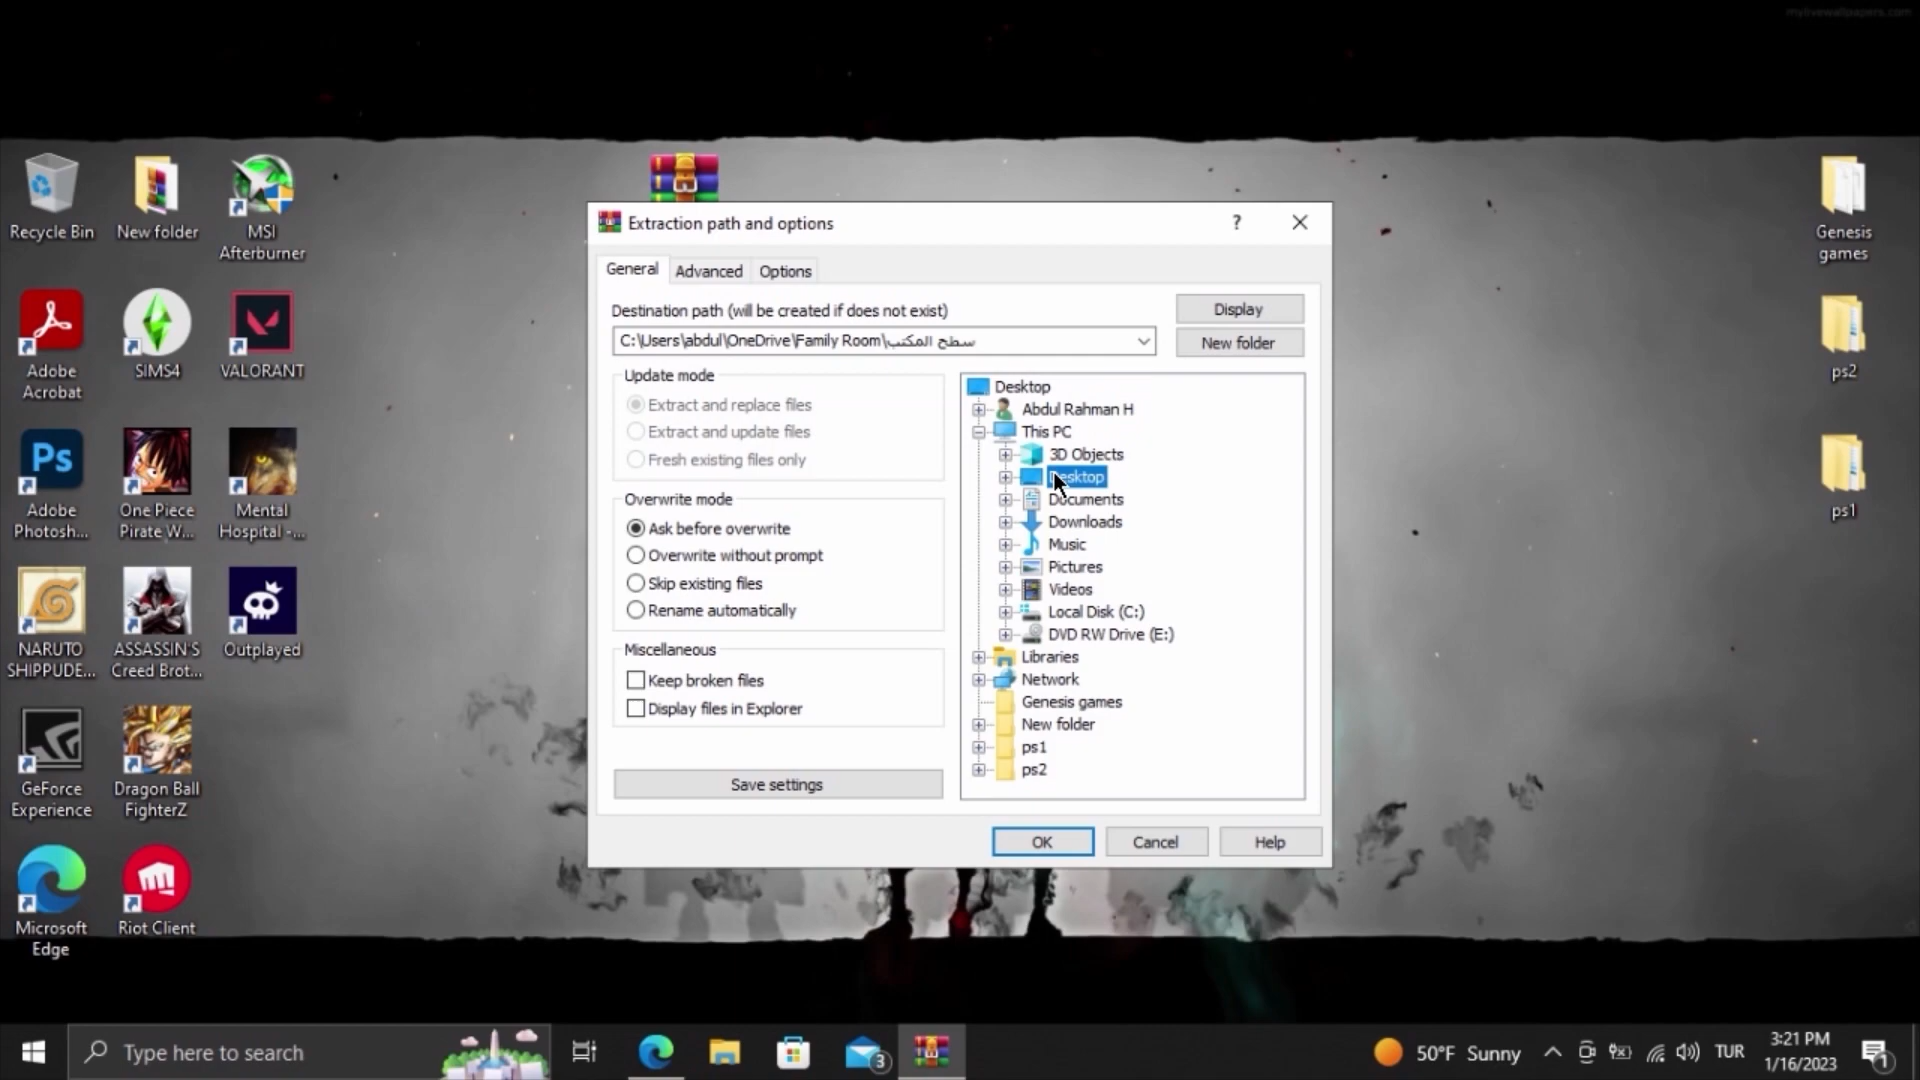 mylivewallpapers.com
Recycle Bin
New folder
MSI
Afterburner
Adobe
Acrobat
SIMS4
VALORANT
Ps
Adobe
Photosh...
One Piece
Pirate W...
Mental
Hospital -...
NARUTO
SHIPPUDE...
ASSASSIN'S
Creed Brot...
Outplayed
GeForce
Experience
Dragon Ball
FighterZ
Microsoft
Edge
Riot Client
Extraction path and options
?
General
Advanced
Options
Destination path (will be created if does not exist)
Display
C:\Users\abdul\OneDrive\Family Room\سطح المكتب
New folder
Update mode
Extract and replace files
Extract and update files
Fresh existing files only
Overwrite mode
Ask before overwrite
Overwrite without prompt
Skip existing files
Rename automatically
Miscellaneous
Keep broken files
Display files in Explorer
Save settings
Desktop
Abdul Rahman H
This PC
3D Objects
Desktop
Documents
Downloads
Music
Pictures
Videos
Local Disk (C:)
DVD RW Drive (E:)
Libraries
Network
Genesis games
New folder
ps1
ps2
OK
Cancel
Help
Genesis
games
ps2
ps1
Type here to search
3
50°F Sunny
TUR
3:21 PM
1/16/2023
1